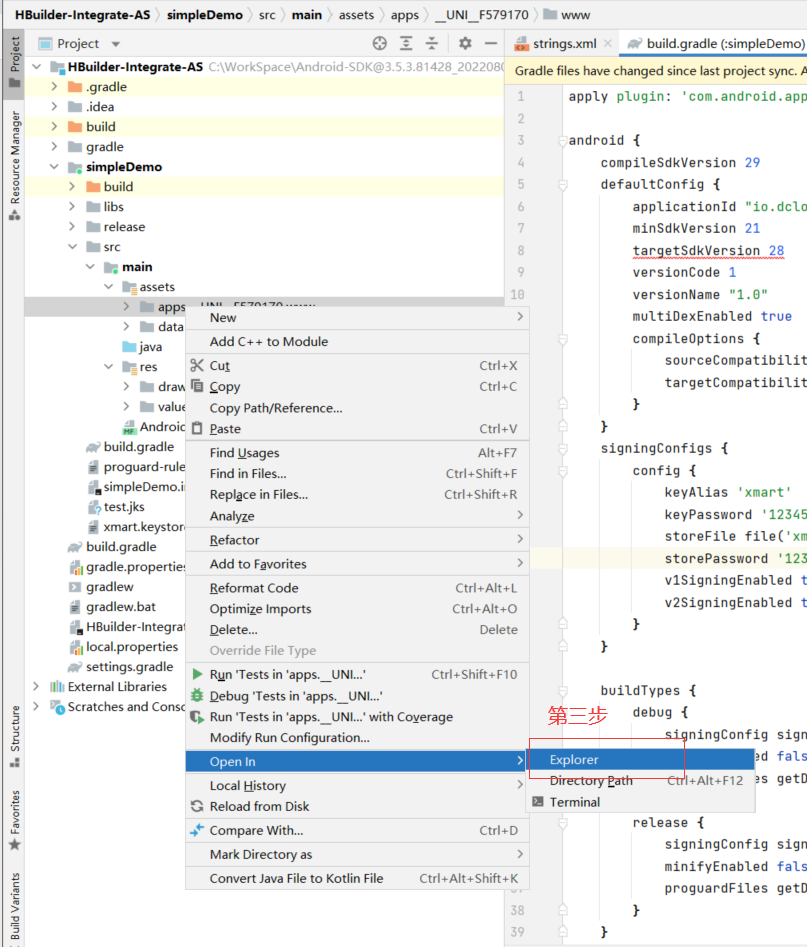 HBuilder-Integrate-AS simpleDemo src main assets apps __UNI__F579170 www
Project
strings.xml
build.gradle (:simpleDemo)
Gradle files have changed since last project sync. A
Project
Resource Manager
Structure
Favorites
Build Variants
HBuilder-Integrate-AS C:\WorkSpace\Android-SDK@3.5.3.81428_2022080
.gradle
.idea
build
gradle
simpleDemo
build
libs
release
src
main
assets
apps.__UNI__F579170.www
data
java
res
draw
value
Android
build.gradle
proguard-rule
simpleDemo.i
test.jks
xmart.keystor
build.gradle
gradle.properties
gradlew
gradlew.bat
HBuilder-Integrat
local.properties
settings.gradle
External Libraries
Scratches and Consc
New
Add C++ to Module
Cut Ctrl+X
Copy Ctrl+C
Copy Path/Reference...
Paste Ctrl+V
Find Usages Alt+F7
Find in Files... Ctrl+Shift+F
Replace in Files... Ctrl+Shift+R
Analyze
Refactor
Add to Favorites
Reformat Code Ctrl+Alt+L
Optimize Imports Ctrl+Alt+O
Delete... Delete
Override File Type
Run 'Tests in 'apps.__UNI...' Ctrl+Shift+F10
Debug 'Tests in 'apps.__UNI...'
Run 'Tests in 'apps.__UNI...' with Coverage
Modify Run Configuration...
Open In
Local History
Reload from Disk
Compare With... Ctrl+D
Mark Directory as
Convert Java File to Kotlin File Ctrl+Alt+Shift+K
第三步
Explorer
Directory Path Ctrl+Alt+F12
Terminal
1 apply plugin: 'com.android.app
2
3 android {
4 compileSdkVersion 29
5 defaultConfig {
6 applicationId "io.dclo
7 minSdkVersion 21
8 targetSdkVersion 28
9 versionCode 1
10 versionName "1.0"
multiDexEnabled true
compileOptions {
sourceCompatibilit
targetCompatibilit
}
}
signingConfigs {
config {
keyAlias 'xmart'
keyPassword '12345
storeFile file('xm
storePassword '123
v1SigningEnabled t
v2SigningEnabled t
}
}
buildTypes {
debug {
signingConfig sign
d fals
es getD
release {
signingConfig sign
minifyEnabled fals
proguardFiles getD
38 }
39 }